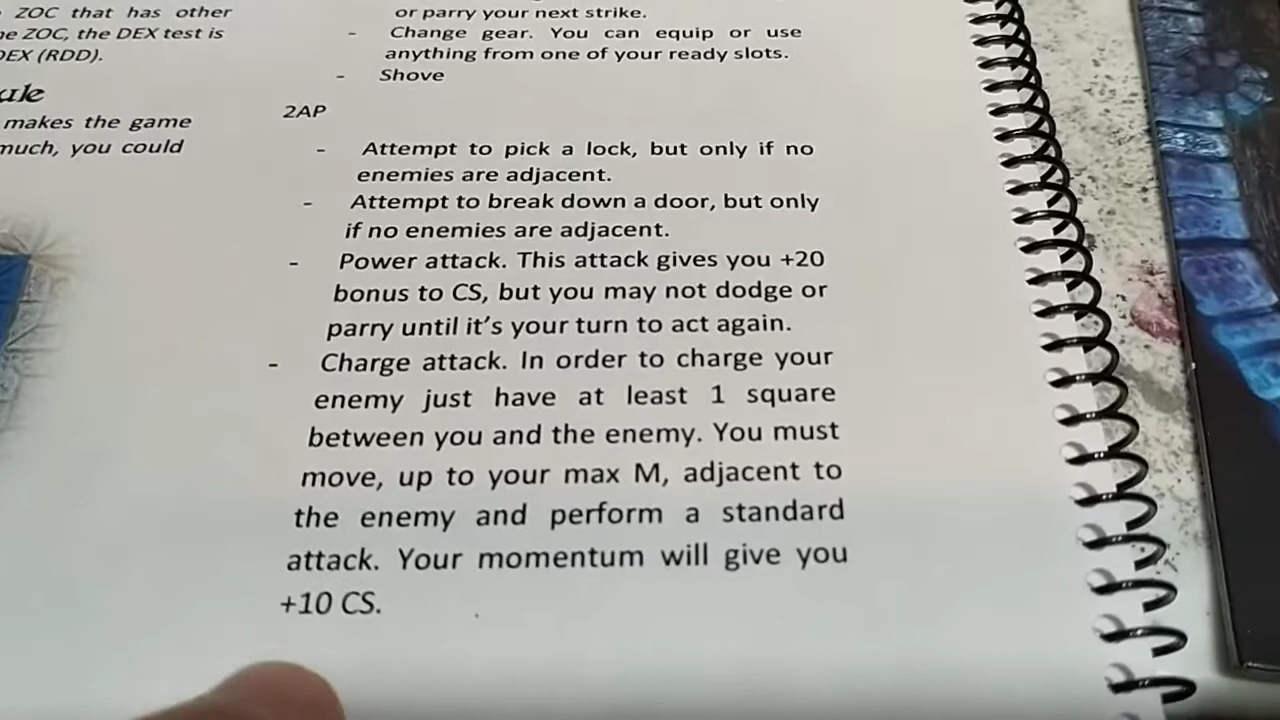 ZOC that has other
ZOC, the DEX test is
DEX (RDD).
makes the game
much, you could
or parry your next strike.
- Change gear. You can equip or use
anything from one of your ready slots.
- Shove
2AP
- Attempt to pick a lock, but only if no
enemies are adjacent.
- Attempt to break down a door, but only
if no enemies are adjacent.
- Power attack. This attack gives you +20
bonus to CS, but you may not dodge or
parry until it's your turn to act again.
- Charge attack. In order to charge your
enemy just have at least 1 square
between you and the enemy. You must
move, up to your max M, adjacent to
the enemy and perform a standard
attack. Your momentum will give you
+10 CS.